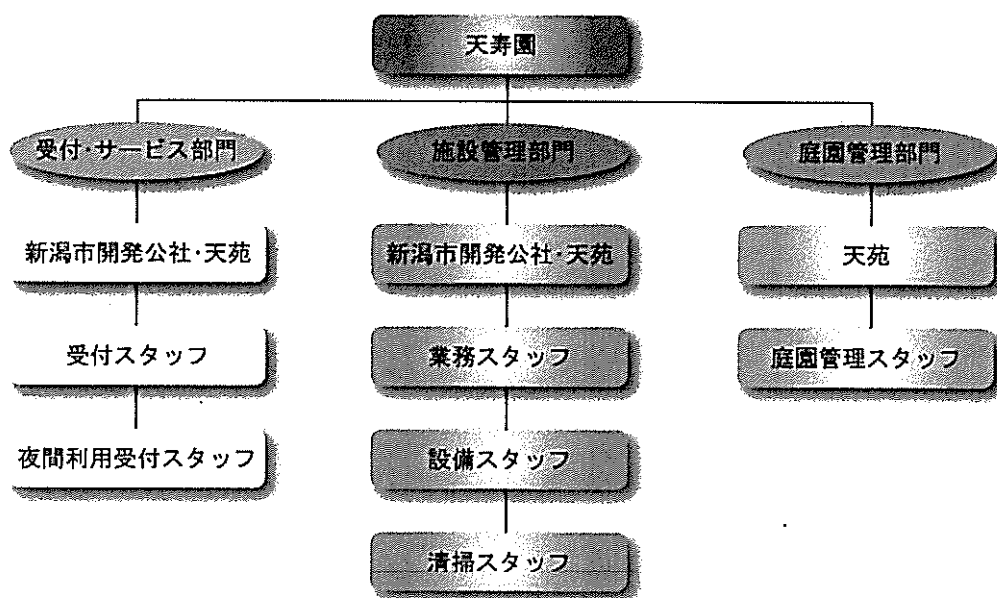 天寿園
受付・サービス部門
施設管理部門
庭園管理部門
新潟市開発公社・天苑
新潟市開発公社・天苑
天苑
受付スタッフ
業務スタッフ
庭園管理スタッフ
夜間利用受付スタッフ
設備スタッフ
清掃スタッフ